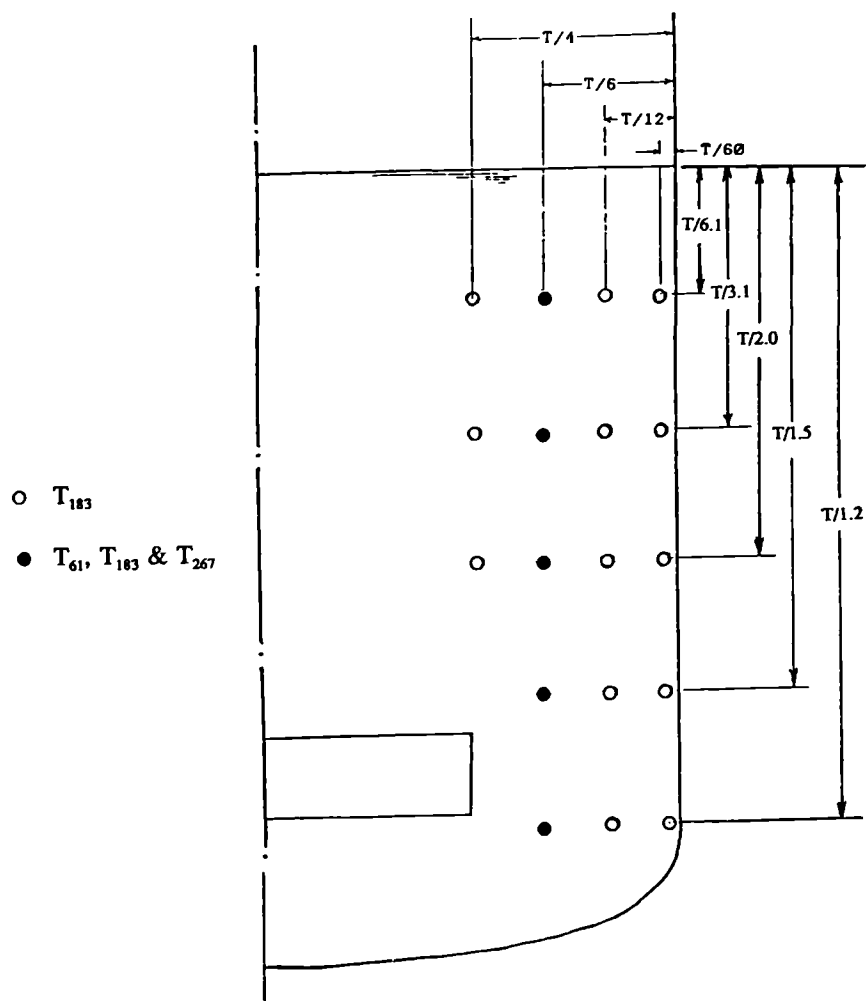 T/4
T/6
T/12
T/60
T/6.1
T/3.1
T/2.0
T/1.5
T/1.2
T₁₈₃
T₆₁, T₁₈₃ & T₂₆₇